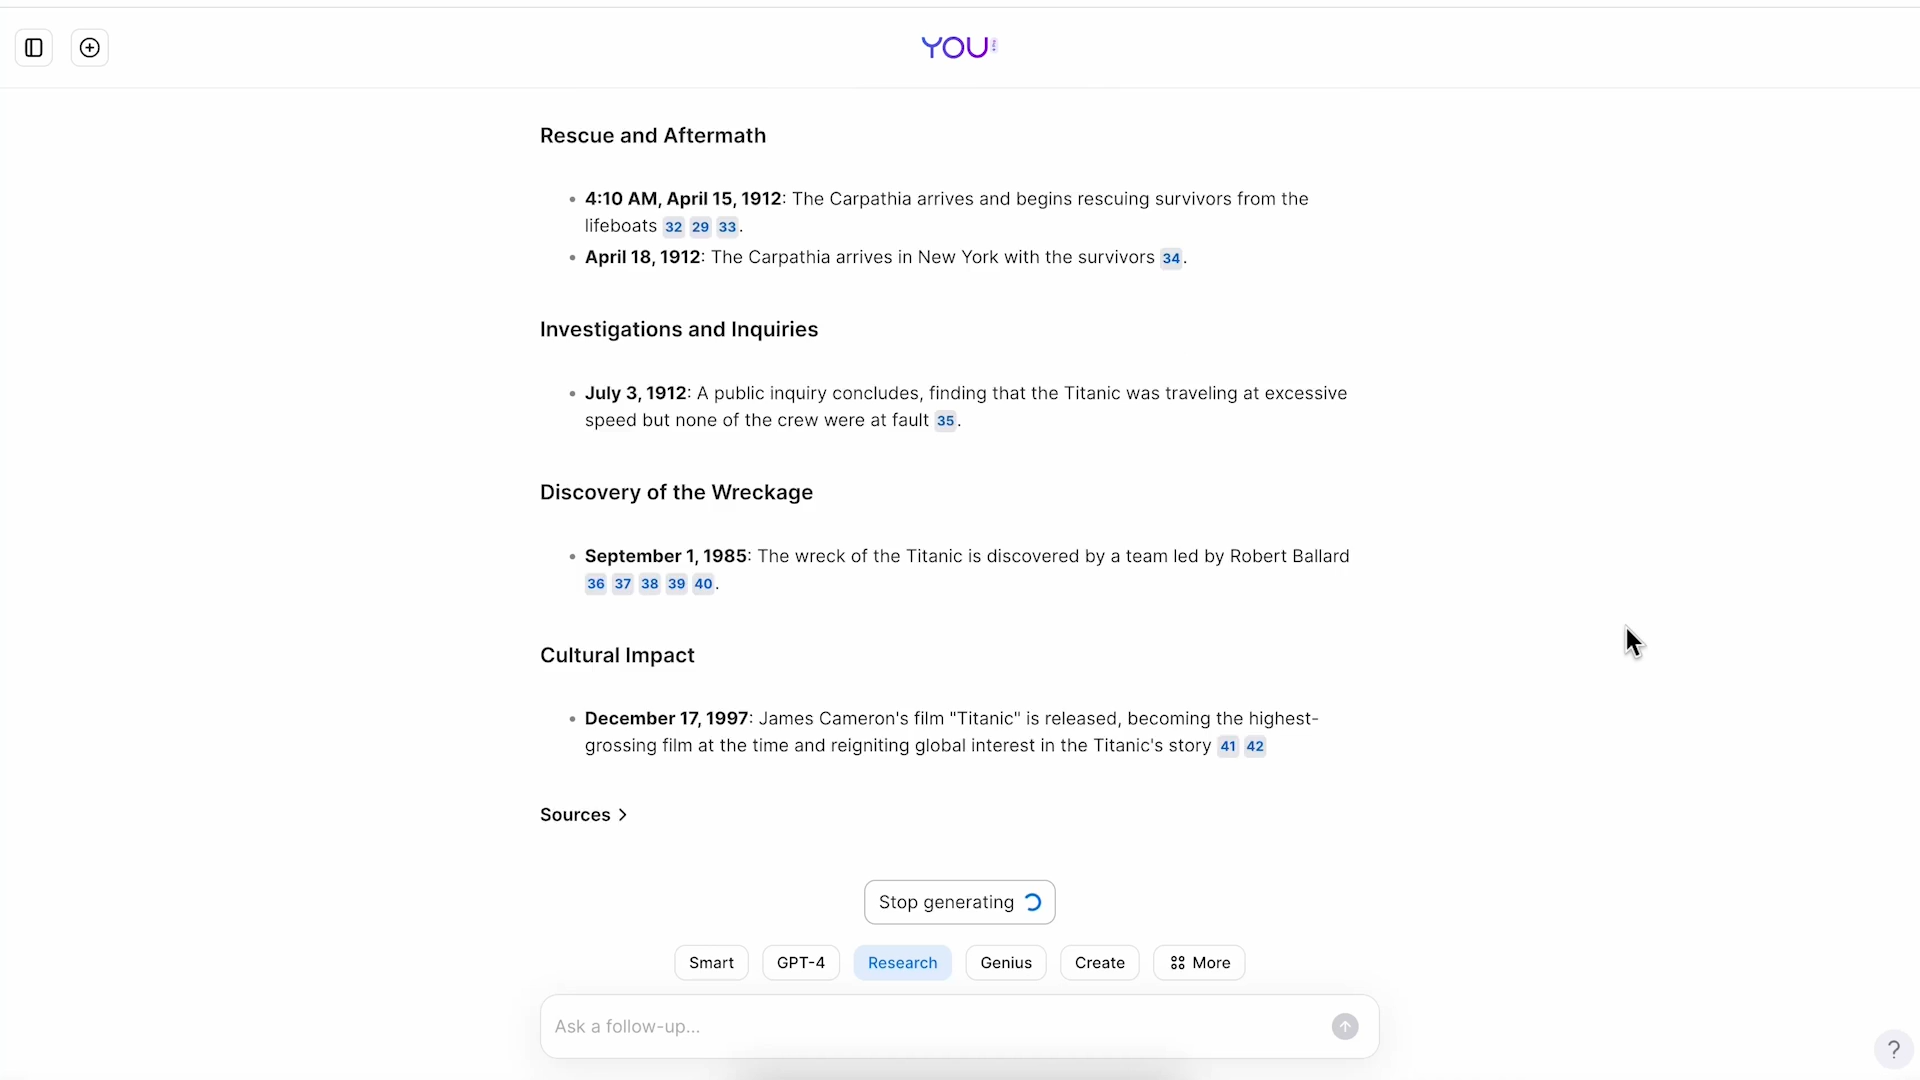 YOU
Rescue and Aftermath
• 4:10 AM, April 15, 1912: The Carpathia arrives and begins rescuing survivors from the
lifeboats 32 29 33.
• April 18, 1912: The Carpathia arrives in New York with the survivors 34.
Investigations and Inquiries
• July 3, 1912: A public inquiry concludes, finding that the Titanic was traveling at excessive
speed but none of the crew were at fault 35.
Discovery of the Wreckage
• September 1, 1985: The wreck of the Titanic is discovered by a team led by Robert Ballard
36 37 38 39 40.
Cultural Impact
• December 17, 1997: James Cameron's film "Titanic" is released, becoming the highest-
grossing film at the time and reigniting global interest in the Titanic's story 41 42
Sources >
Stop generating
Smart GPT-4 Research Genius Create More
Ask a follow-up...
?